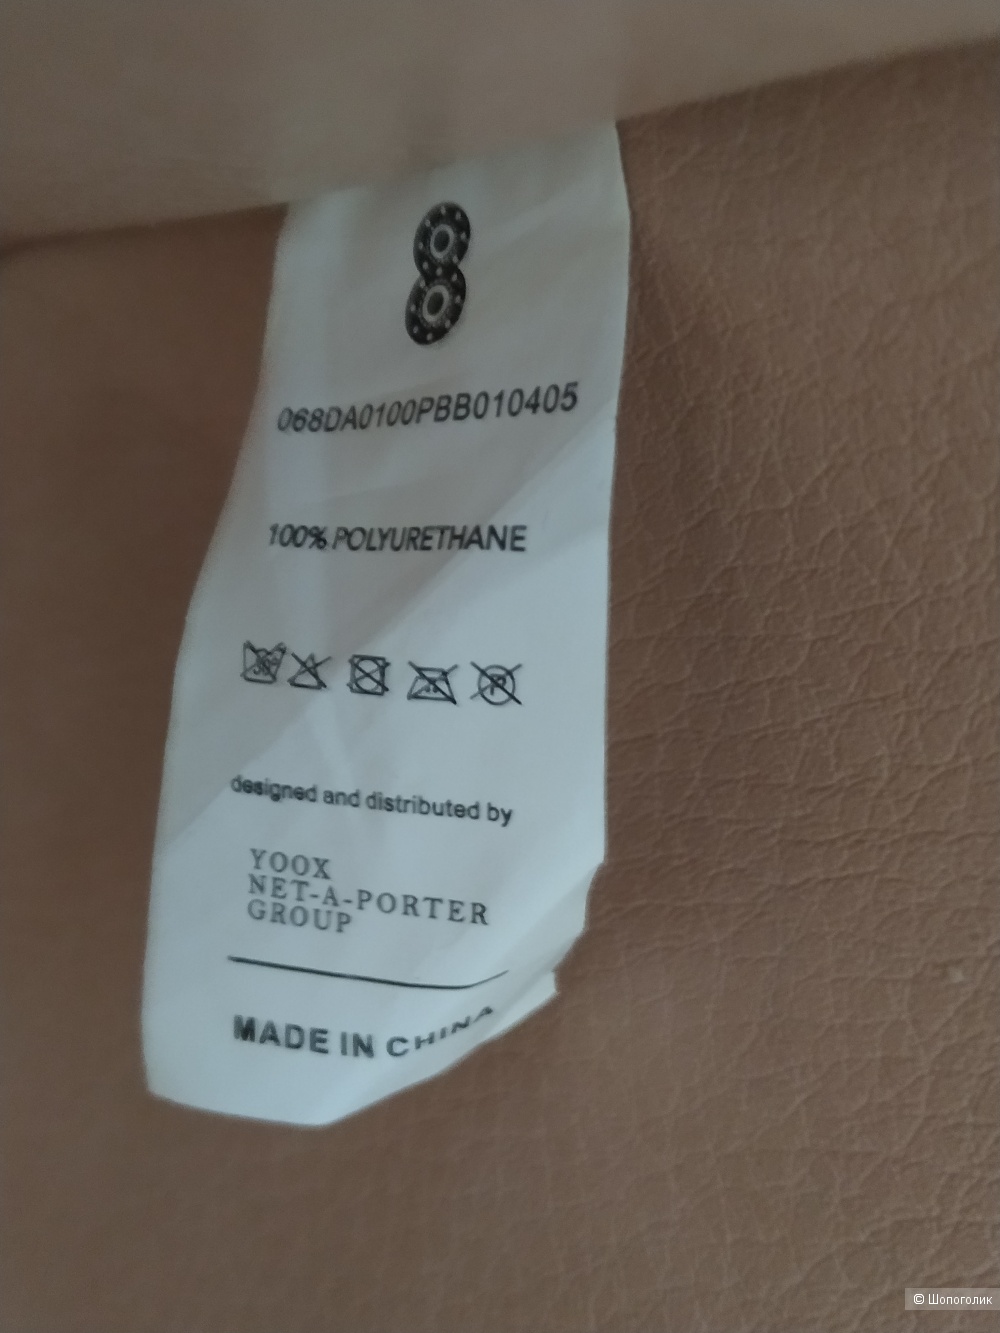 8
068DA0100PBB010405
100% POLYURETHANE
designed and distributed by
YOOX
NET-A-PORTER
GROUP
MADE IN CHINA
© Шопоголик